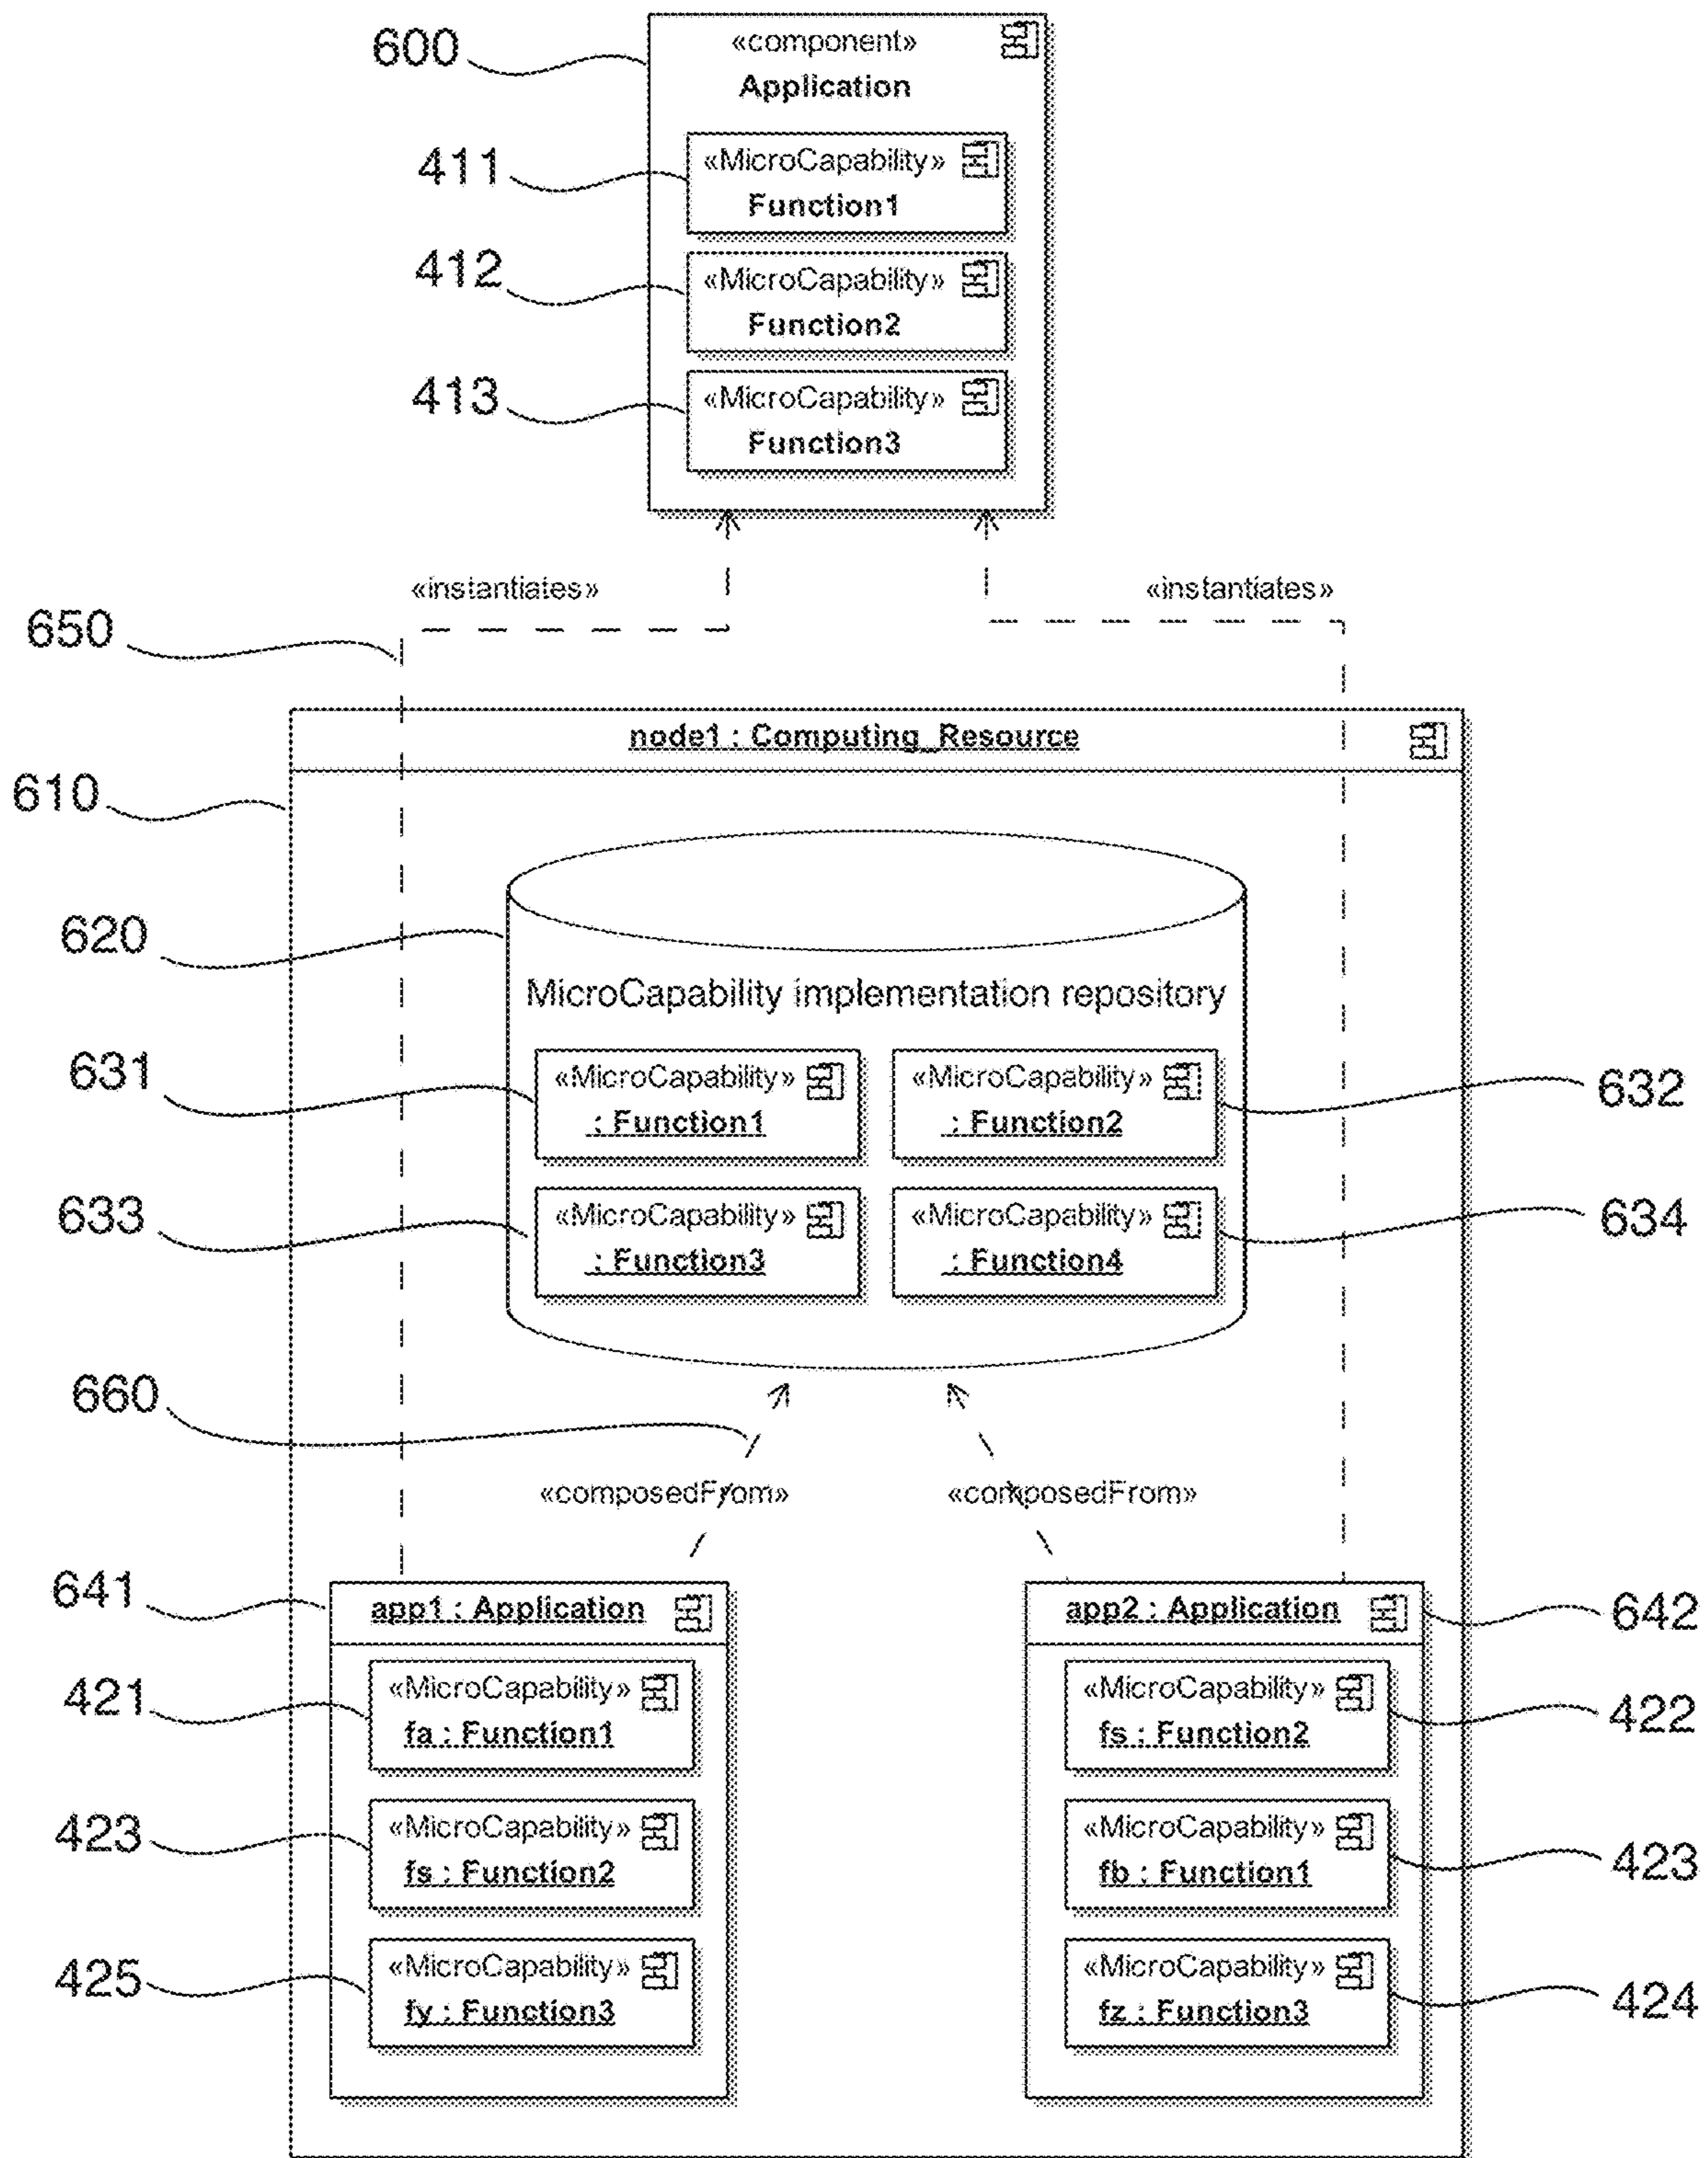 600
«component»
Application
411
«MicroCapability»
Function1
412
«MicroCapability»
Function2
413
«MicroCapability»
Function3
«instantiates»
«instantiates»
650
node1 : Computing_Resource
610
620
MicroCapability implementation repository
631
«MicroCapability»
: Function1
«MicroCapability»
: Function2
632
633
«MicroCapability»
: Function3
«MicroCapability»
: Function4
634
660
«composedFrom»
«composedFrom»
641
app1 : Application
421
«MicroCapability»
fa : Function1
423
«MicroCapability»
fs : Function2
425
«MicroCapability»
fy : Function3
app2 : Application
642
«MicroCapability»
fs : Function2
422
«MicroCapability»
fb : Function1
423
«MicroCapability»
fz : Function3
424